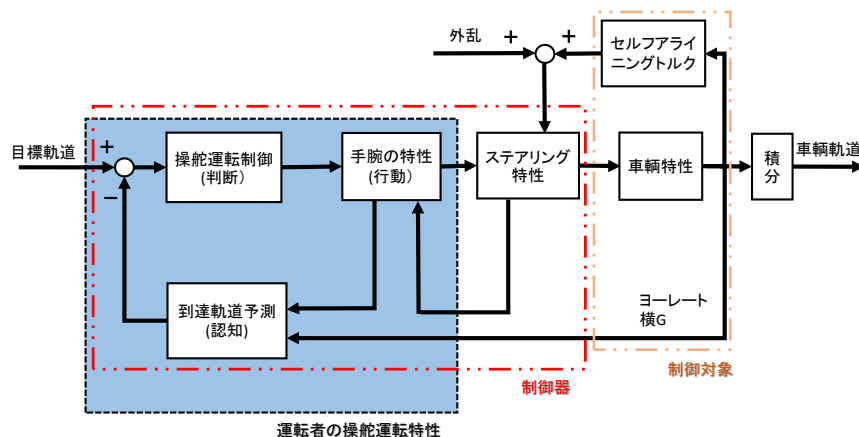 外乱
+
+
セルフアライ
ニングトルク
目標軌道
+
−
操舵運転制御
(判断)
手腕の特性
(行動)
ステアリング
特性
車輌特性
積
分
車輌軌道
到達軌道予測
(認知)
ヨーレート
横G
制御器
制御対象
運転者の操舵運転特性